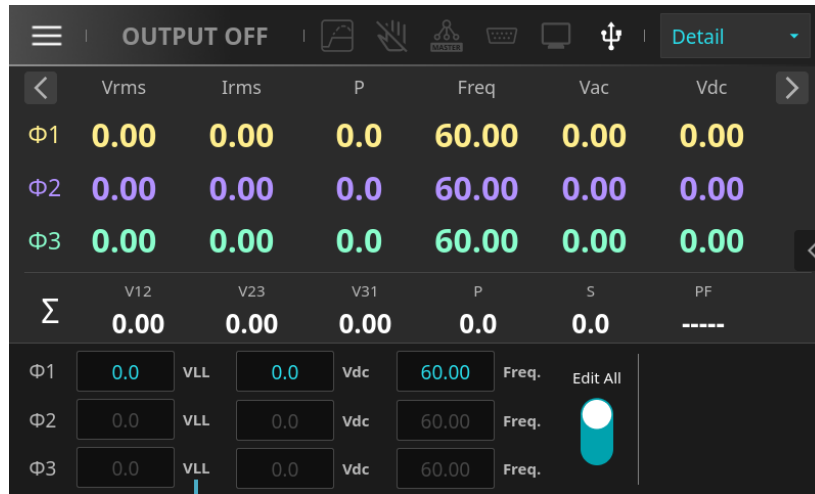 OUTPUT OFF MASTER Detail
Vrms Irms P Freq Vac Vdc
Φ1 0.00 0.00 0.0 60.00 0.00 0.00
Φ2 0.00 0.00 0.0 60.00 0.00 0.00
Φ3 0.00 0.00 0.0 60.00 0.00 0.00
V12 V23 V31 P S PF
Σ 0.00 0.00 0.00 0.0 0.0 -----
Φ1 0.0 VLL 0.0 Vdc 60.00 Freq. Edit All
Φ2 0.0 VLL 0.0 Vdc 60.00 Freq.
Φ3 0.0 VLL 0.0 Vdc 60.00 Freq.